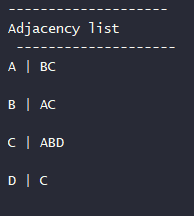 --------------------
Adjacency list
--------------------
A | BC
B | AC
C | ABD
D | C